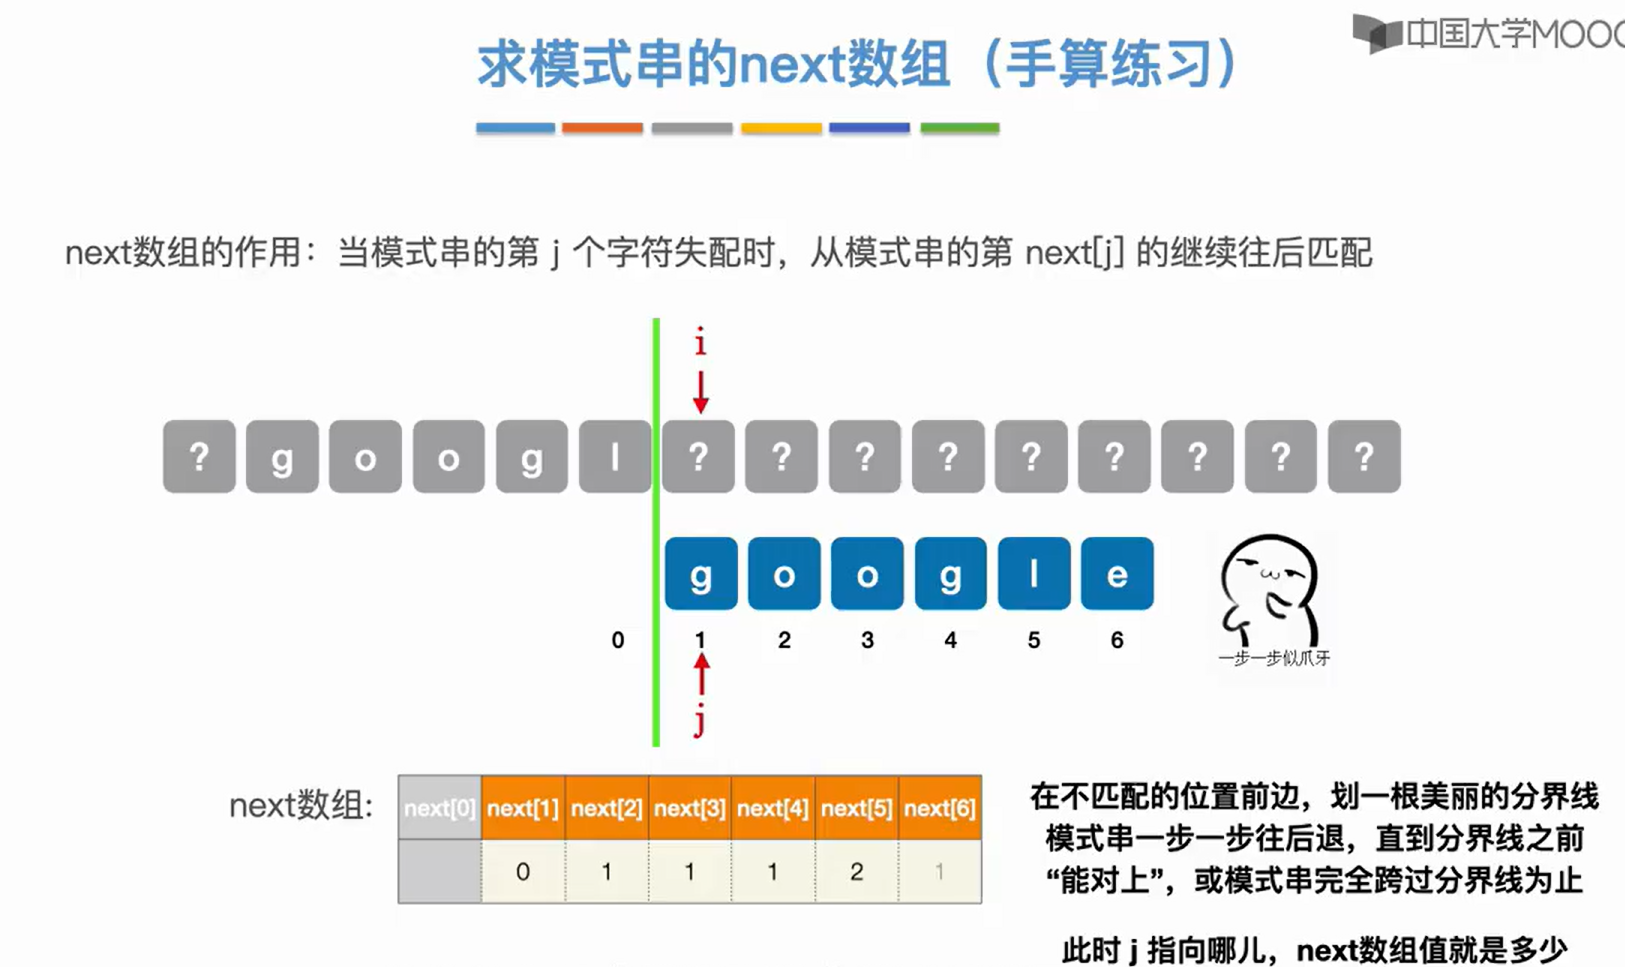 中国大学MOOC
求模式串的next数组（手算练习）
next数组的作用：当模式串的第 j 个字符失配时，从模式串的第 next[j] 的继续往后匹配
i
? g o o g l ? ? ? ? ? ? ? ? ?
g o o g l e
0 1 2 3 4 5 6
一步一步似爪牙
j
next数组:
next[0] next[1] next[2] next[3] next[4] next[5] next[6]
0 1 1 1 2 1
在不匹配的位置前边，划一根美丽的分界线
模式串一步一步往后退，直到分界线之前
“能对上”，或模式串完全跨过分界线为止
此时 j 指向哪儿，next数组值就是多少